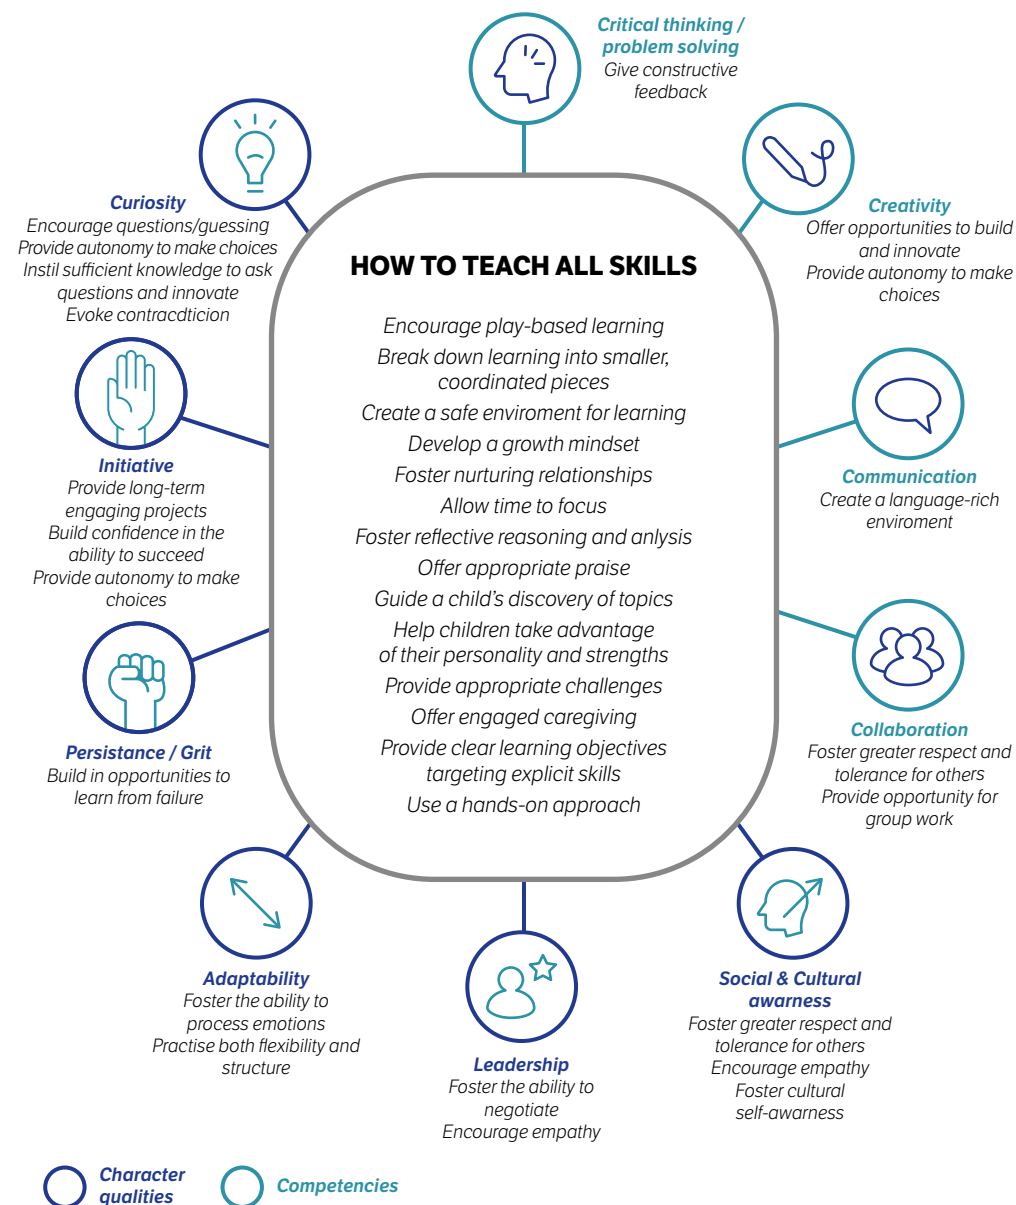 Critical thinking /
problem solving
Give constructive
feedback
Curiosity
Encourage questions/guessing
Provide autonomy to make choices
Instil sufficient knowledge to ask
questions and innovate
Evoke contracdticion
Creativity
Offer opportunities to build
and innovate
Provide autonomy to make
choices
HOW TO TEACH ALL SKILLS
Encourage play-based learning
Break down learning into smaller,
coordinated pieces
Create a safe enviroment for learning
Develop a growth mindset
Foster nurturing relationships
Allow time to focus
Foster reflective reasoning and anlysis
Offer appropriate praise
Guide a child's discovery of topics
Help children take advantage
of their personality and strengths
Provide appropriate challenges
Offer engaged caregiving
Provide clear learning objectives
targeting explicit skills
Use a hands-on approach
Initiative
Provide long-term
engaging projects
Build confidence in the
ability to succeed
Provide autonomy to make
choices
Communication
Create a language-rich
enviroment
Persistance / Grit
Build in opportunities to
learn from failure
Collaboration
Foster greater respect and
tolerance for others
Provide opportunity for
group work
Adaptability
Foster the ability to
process emotions
Practise both flexibility and
structure
Leadership
Foster the ability to
negotiate
Encourage empathy
Social & Cultural
awarness
Foster greater respect and
tolerance for others
Encourage empathy
Foster cultural
self-awareness
Character
qualities
Competencies